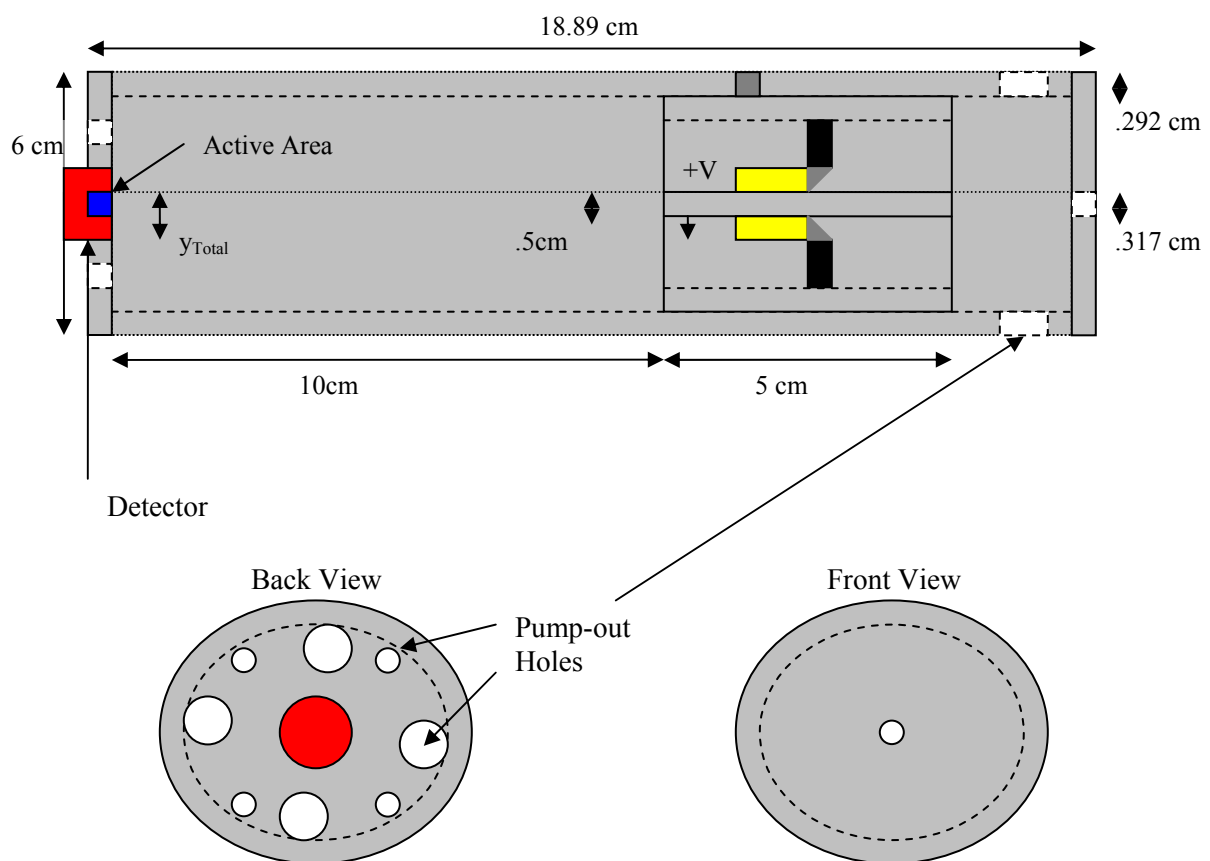 18.89 cm
.292 cm
6 cm
Active Area
+V
yTotal
.5cm
.317 cm
10cm
5 cm
Detector
Back View
Front View
Pump-out
Holes